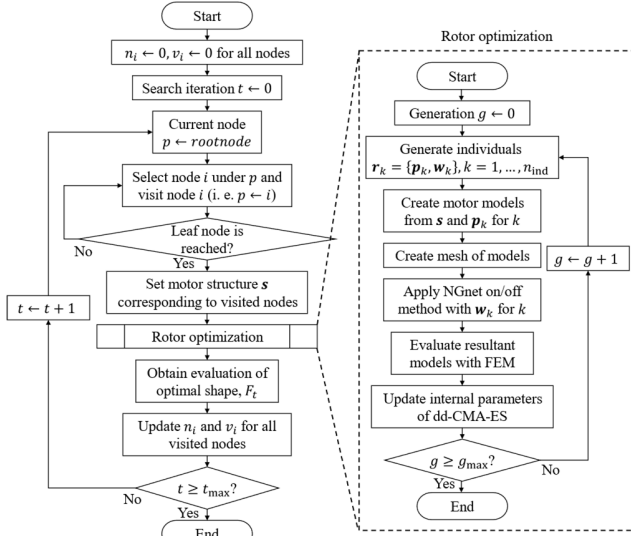 Start
n_i ← 0, v_i ← 0 for all nodes
Search iteration t ← 0
Current node
p ← rootnode
Select node i under p and
visit node i (i. e. p ← i)
Leaf node is
reached?
No
Yes
Set motor structure s
corresponding to visited nodes
t ← t + 1
Rotor optimization
Obtain evaluation of
optimal shape, F_t
Update n_i and v_i for all
visited nodes
t ≥ t_max?
No
Yes
End
Rotor optimization
Start
Generation g ← 0
Generate individuals
r_k = {p_k, w_k}, k = 1, ..., n_ind
Create motor models
from s and p_k for k
Create mesh of models
g ← g + 1
Apply NGnet on/off
method with w_k for k
Evaluate resultant
models with FEM
Update internal parameters
of dd-CMA-ES
g ≥ g_max?
No
Yes
End